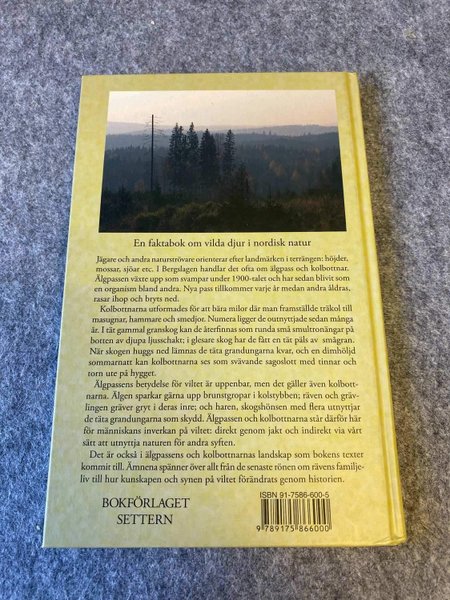 En faktabok om vilda djur i nordisk natur
Jägare och andra naturströvare orienterar efter landmärken i terrängen: höjder,
mossar, sjöar etc. I Bergslagen handlar det ofta om älgpass och kolbottnar.
Älgpassen växte upp som svampar under 1900-talet och har sedan blivit som
en organism bland andra. Nya pass tillkommer varje år medan andra åldras,
rasar ihop och bryts ned.
Kolbottnarna utformades för att bära milor där man framställde träkol till
masugnar, hammare och smedjor. Numera ligger de outnyttjade sedan många
år. I tät gammal granskog kan de återfinnas som runda små smultronängar på
botten av djupa ljusschakt; i glesare skog har de fått en tät päls av smågran.
När skogen huggs ned lämnas de täta grandungarna kvar, och en dimhöljd
sommarnatt kan kolbottnarna ses som svävande sagoslott med tinnar och
torn ute på hygget.
Älgpassens betydelse för viltet är uppenbar, men det gäller även kolbott-
narna. Älgen sparkar gärna upp brunstgropar i kolstybben; räven och gräv-
lingen gräver gryt i deras inre; och haren, skogshönsen med flera utnyttjar
de täta grandungarna som skydd. Älgpassen och kolbottnarna står därför här
för människans inverkan på viltet: direkt genom jakt och indirekt via vårt
sätt att utnyttja naturen för andra syften.
Det är också i älgpassens och kolbottnarnas landskap som bokens texter
kommit till. Ämnena spänner över allt från de senaste rönen om rävens familje-
liv till hur kunskapen och synen på viltet förändrats genom historien.
BOKFÖRLAGET
SETTERN
ISBN 91-7586-600-5
9 789175 866000